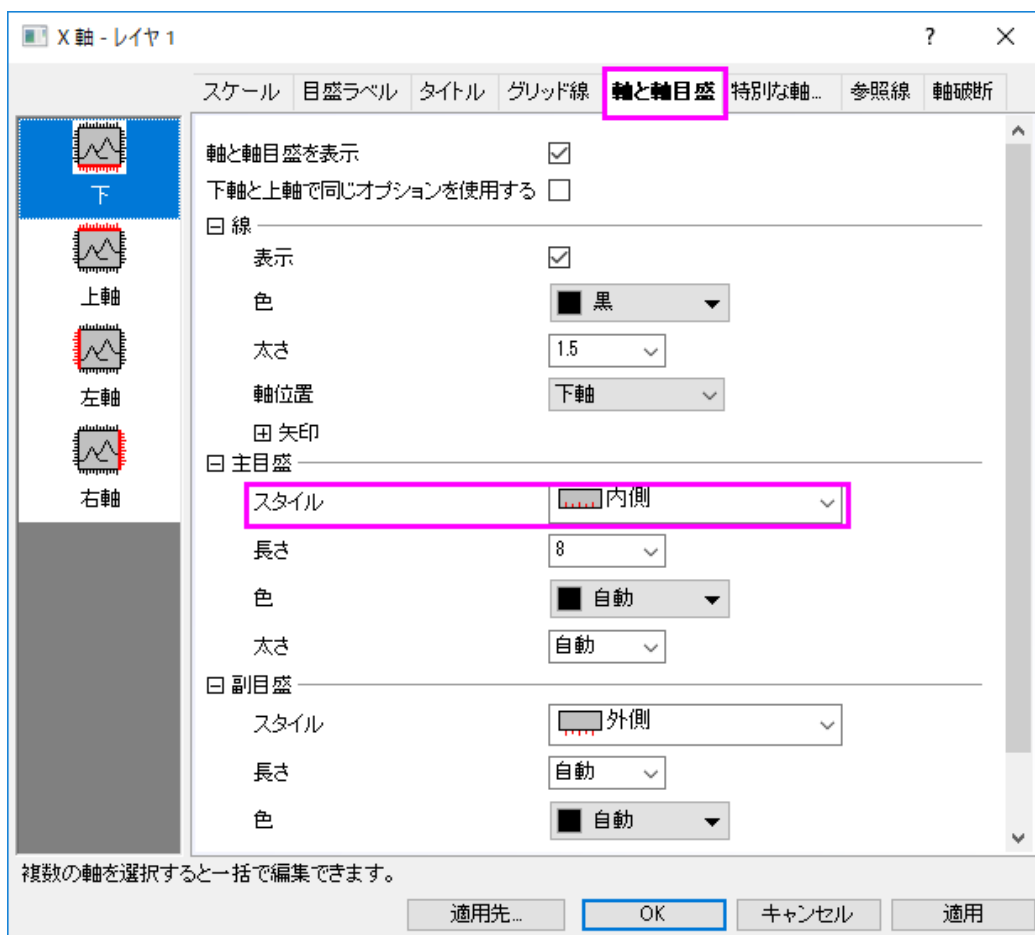 X 軸 - レイヤ 1 ?
スケール 目盛ラベル タイトル グリッド線 軸と軸目盛 特別な軸... 参照線 軸破断
下
上軸
左軸
右軸
軸と軸目盛を表示
下軸と上軸で同じオプションを使用する
線
表示
色 黒
太さ 1.5
軸位置 下軸
矢印
主目盛
スタイル 内側
長さ 8
色 自動
太さ 自動
副目盛
スタイル 外側
長さ 自動
色 自動
複数の軸を選択すると一括で編集できます。
適用先... OK キャンセル 適用